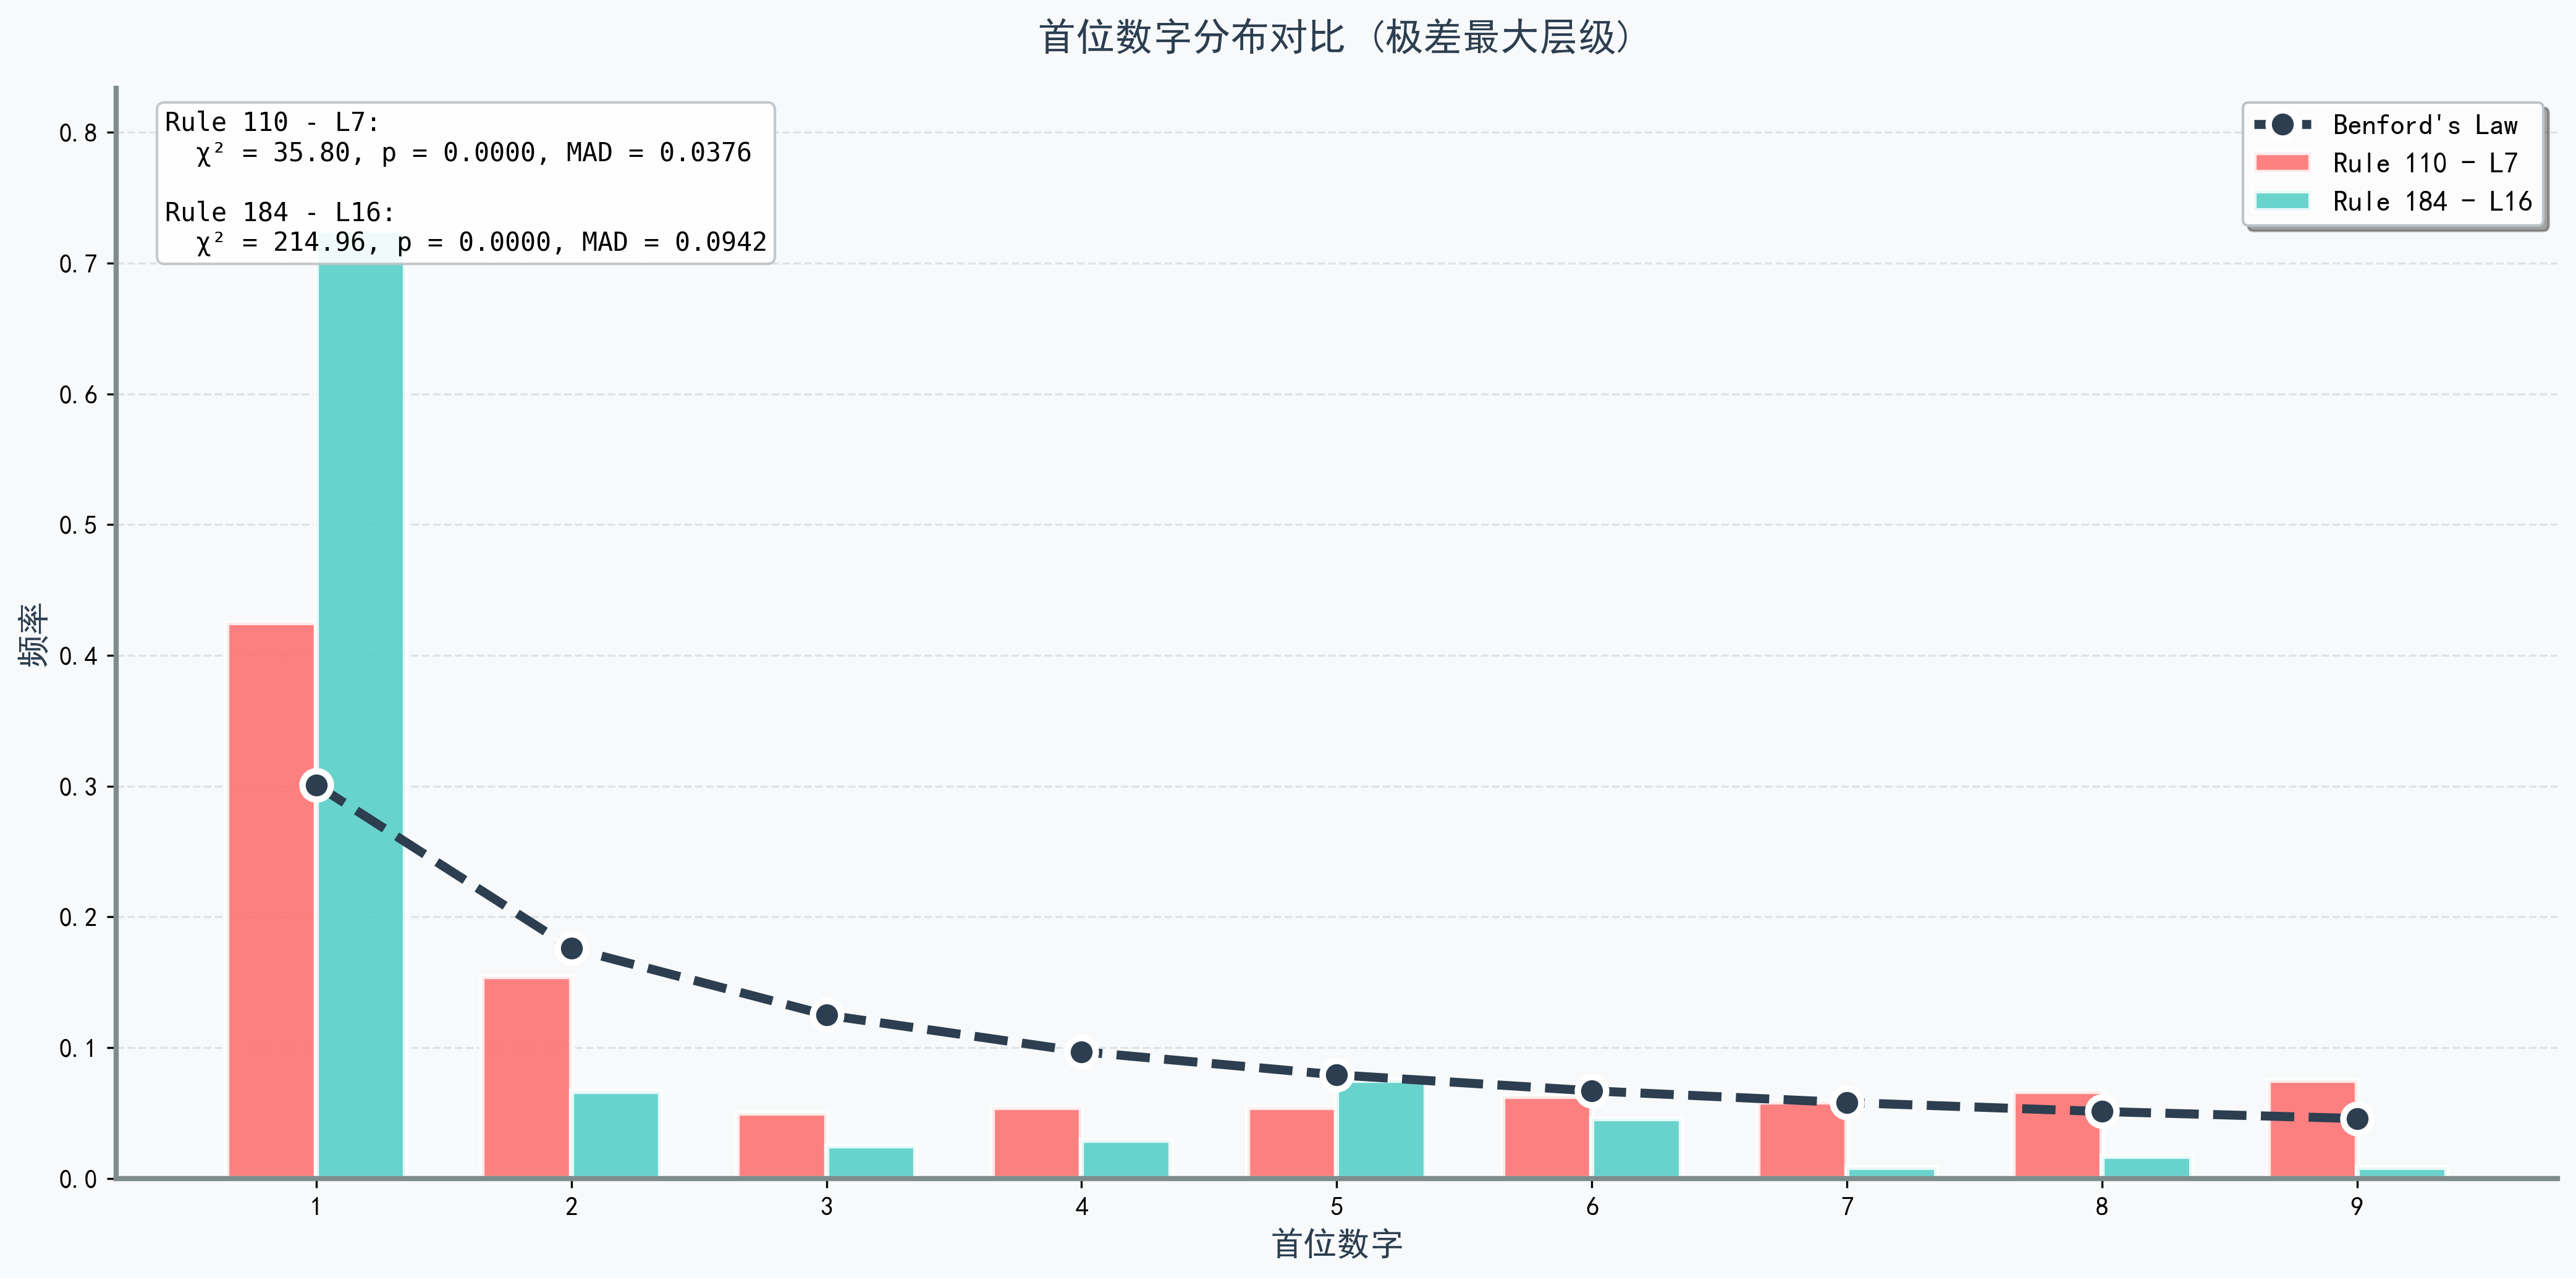 首位数字分布对比（极差最大层级）
Rule 110 - L7:
χ² = 35.80, p = 0.0000, MAD = 0.0376
Rule 184 - L16:
χ² = 214.96, p = 0.0000, MAD = 0.0942
Benford's Law
Rule 110 - L7
Rule 184 - L16
频率
0.8
0.7
0.6
0.5
0.4
0.3
0.2
0.1
0.0
1 2 3 4 5 6 7 8 9
首位数字